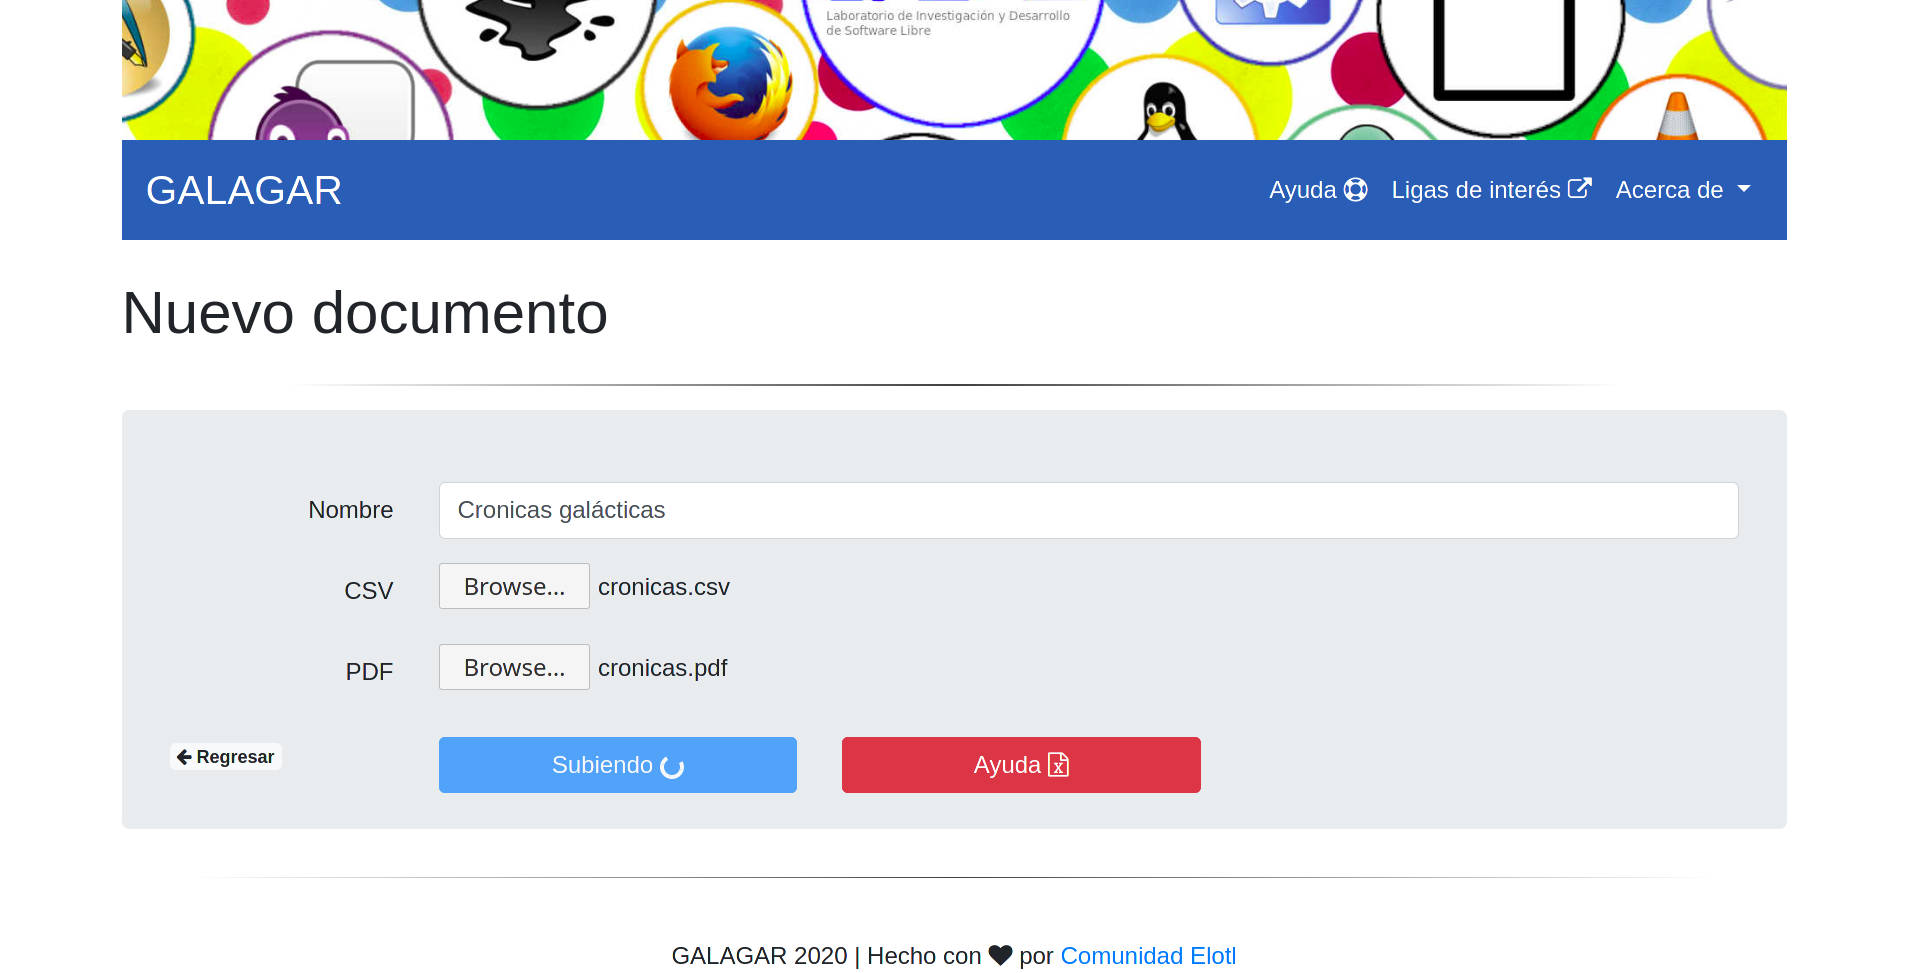 Laboratorio de Investigación y Desarrollo
de Software Libre
GALAGAR
Ayuda
Ligas de interés
Acerca de
Nuevo documento
Nombre
Cronicas galácticas
CSV
Browse...
cronicas.csv
PDF
Browse...
cronicas.pdf
Regresar
Subiendo
Ayuda
GALAGAR 2020 | Hecho con por Comunidad Elotl